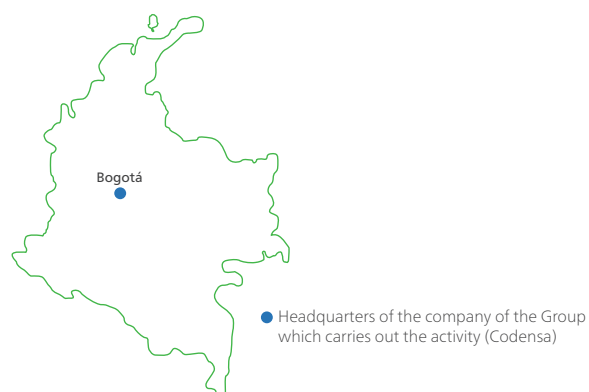 Bogotá
Headquarters of the company of the Group
which carries out the activity (Codensa)